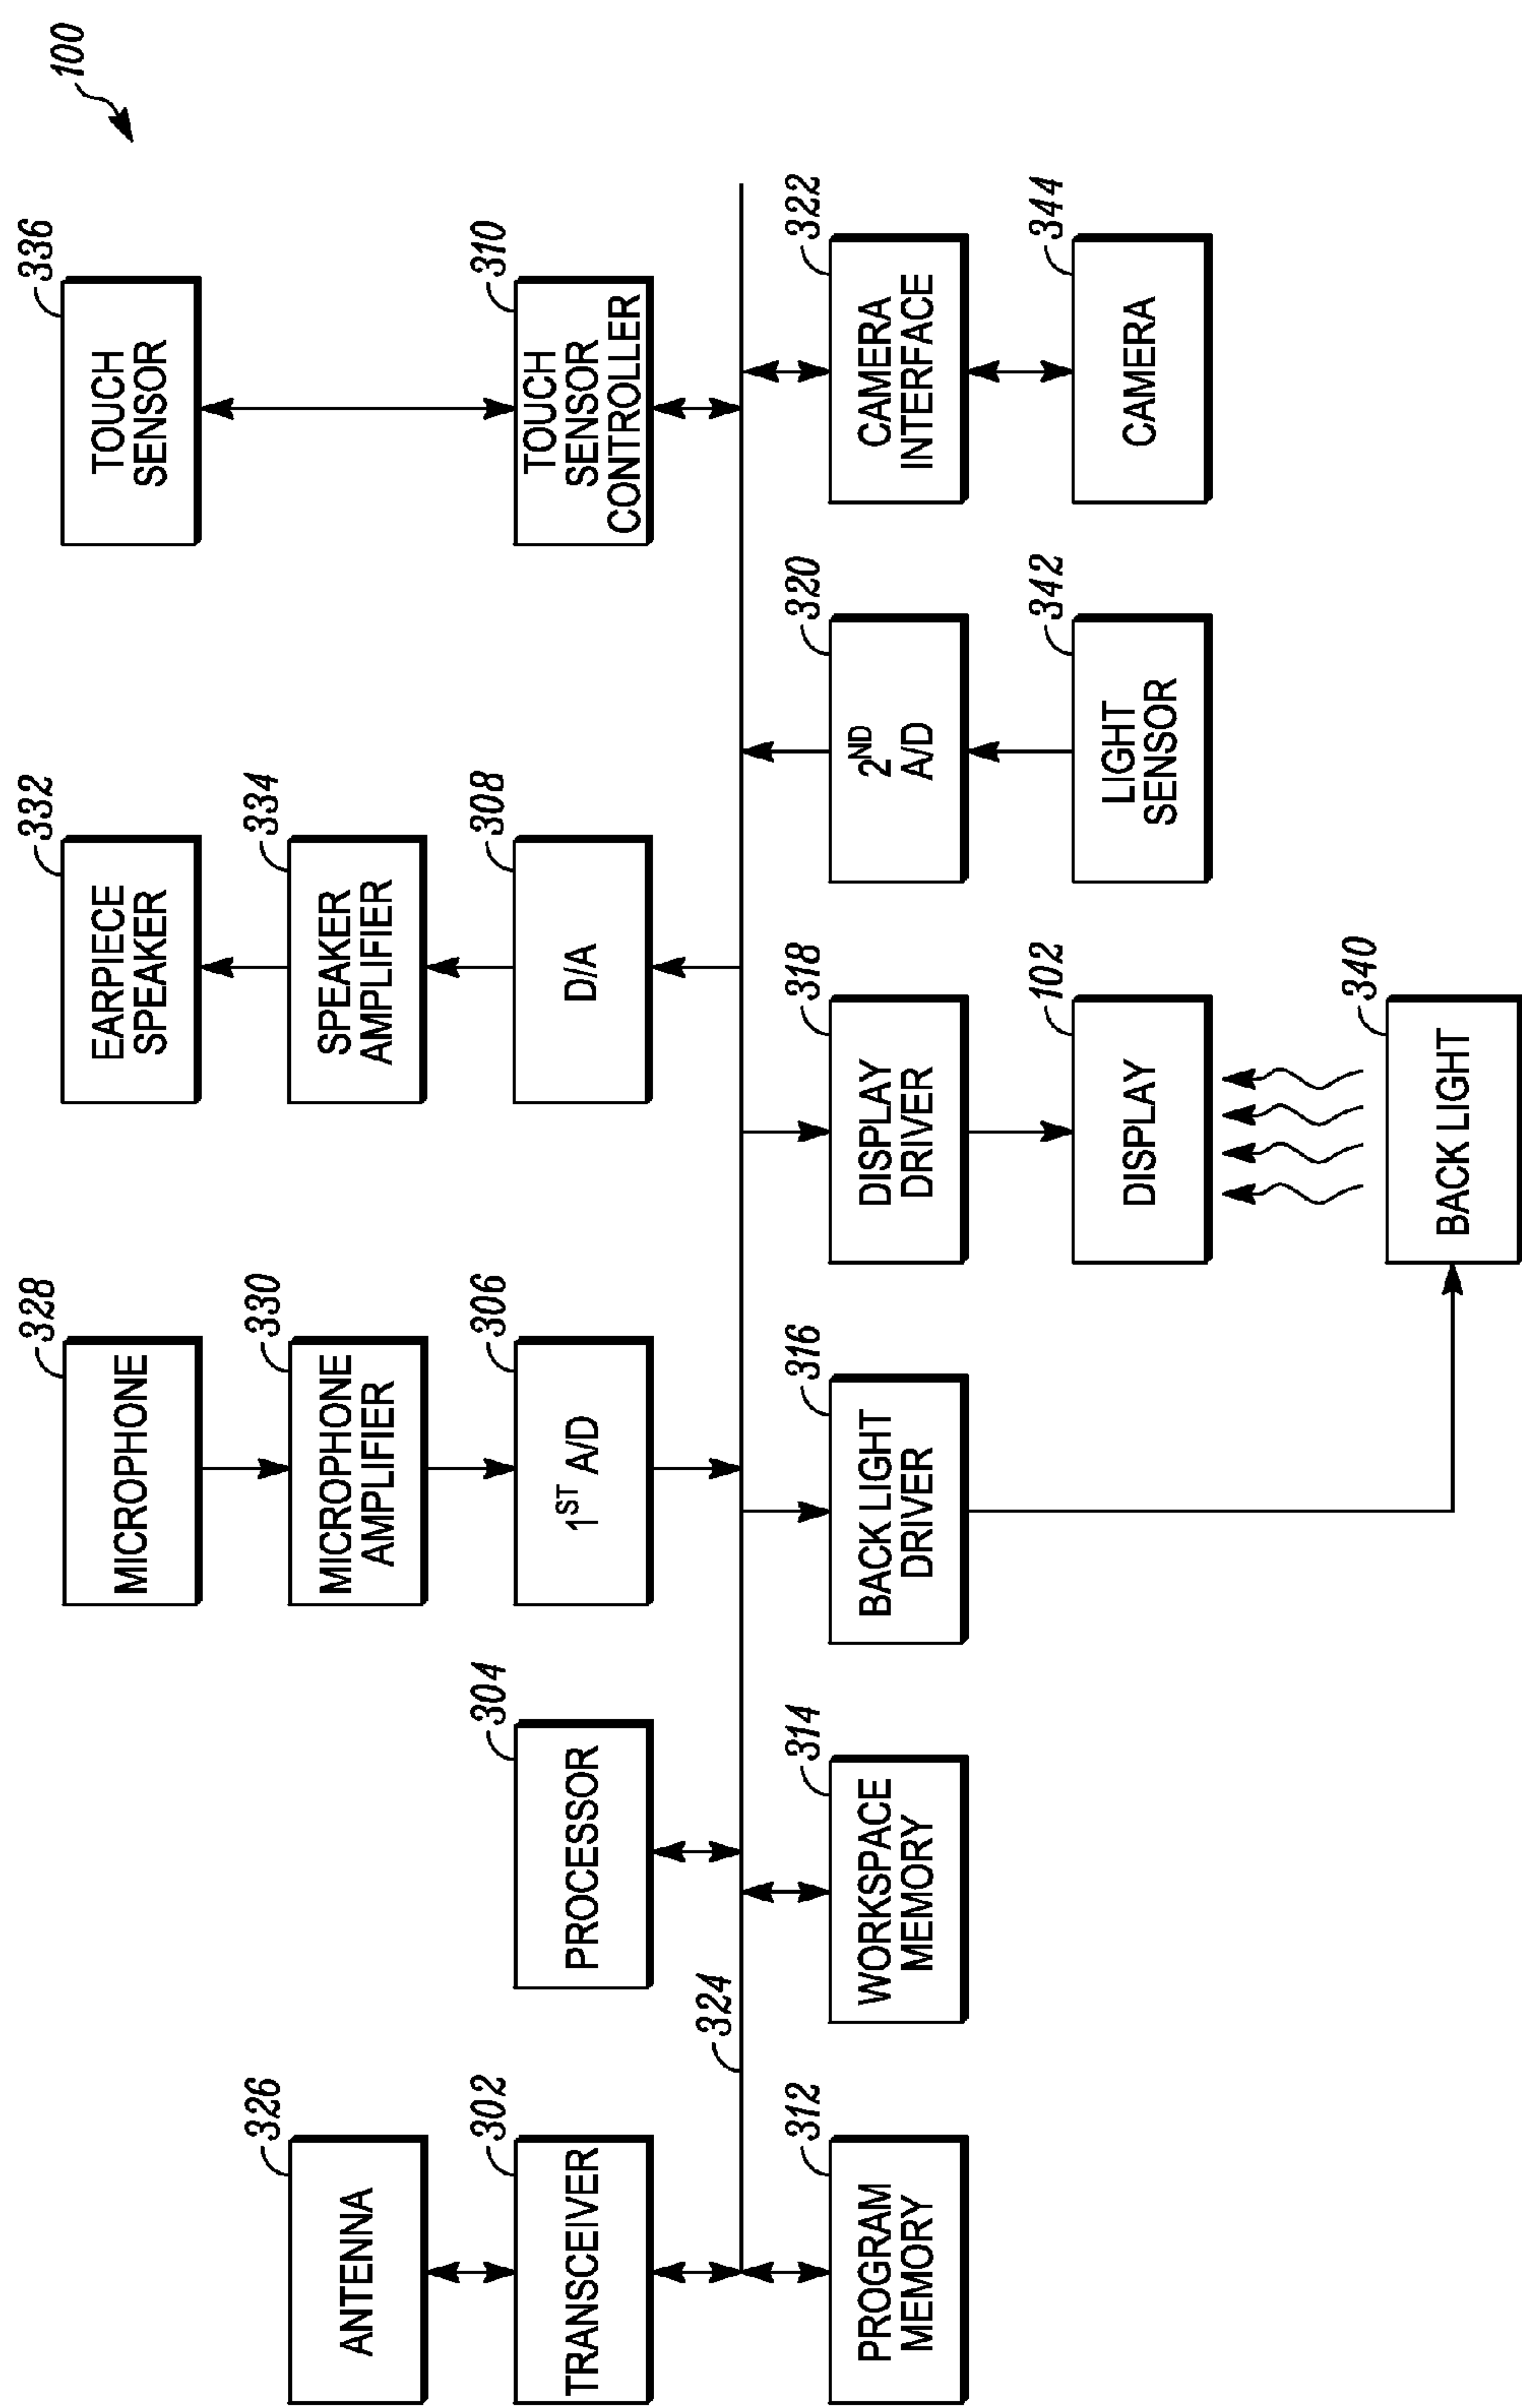 100
326
ANTENNA
302
TRANSCEIVER
324
304
PROCESSOR
328
MICROPHONE
330
MICROPHONE
AMPLIFIER
306
1ST A/D
332
EARPIECE
SPEAKER
334
SPEAKER
AMPLIFIER
308
D/A
336
TOUCH
SENSOR
310
TOUCH
SENSOR
CONTROLLER
312
PROGRAM
MEMORY
314
WORKSPACE
MEMORY
316
BACK LIGHT
DRIVER
318
DISPLAY
DRIVER
102
DISPLAY
340
BACK LIGHT
320
2ND
A/D
342
LIGHT
SENSOR
322
CAMERA
INTERFACE
344
CAMERA